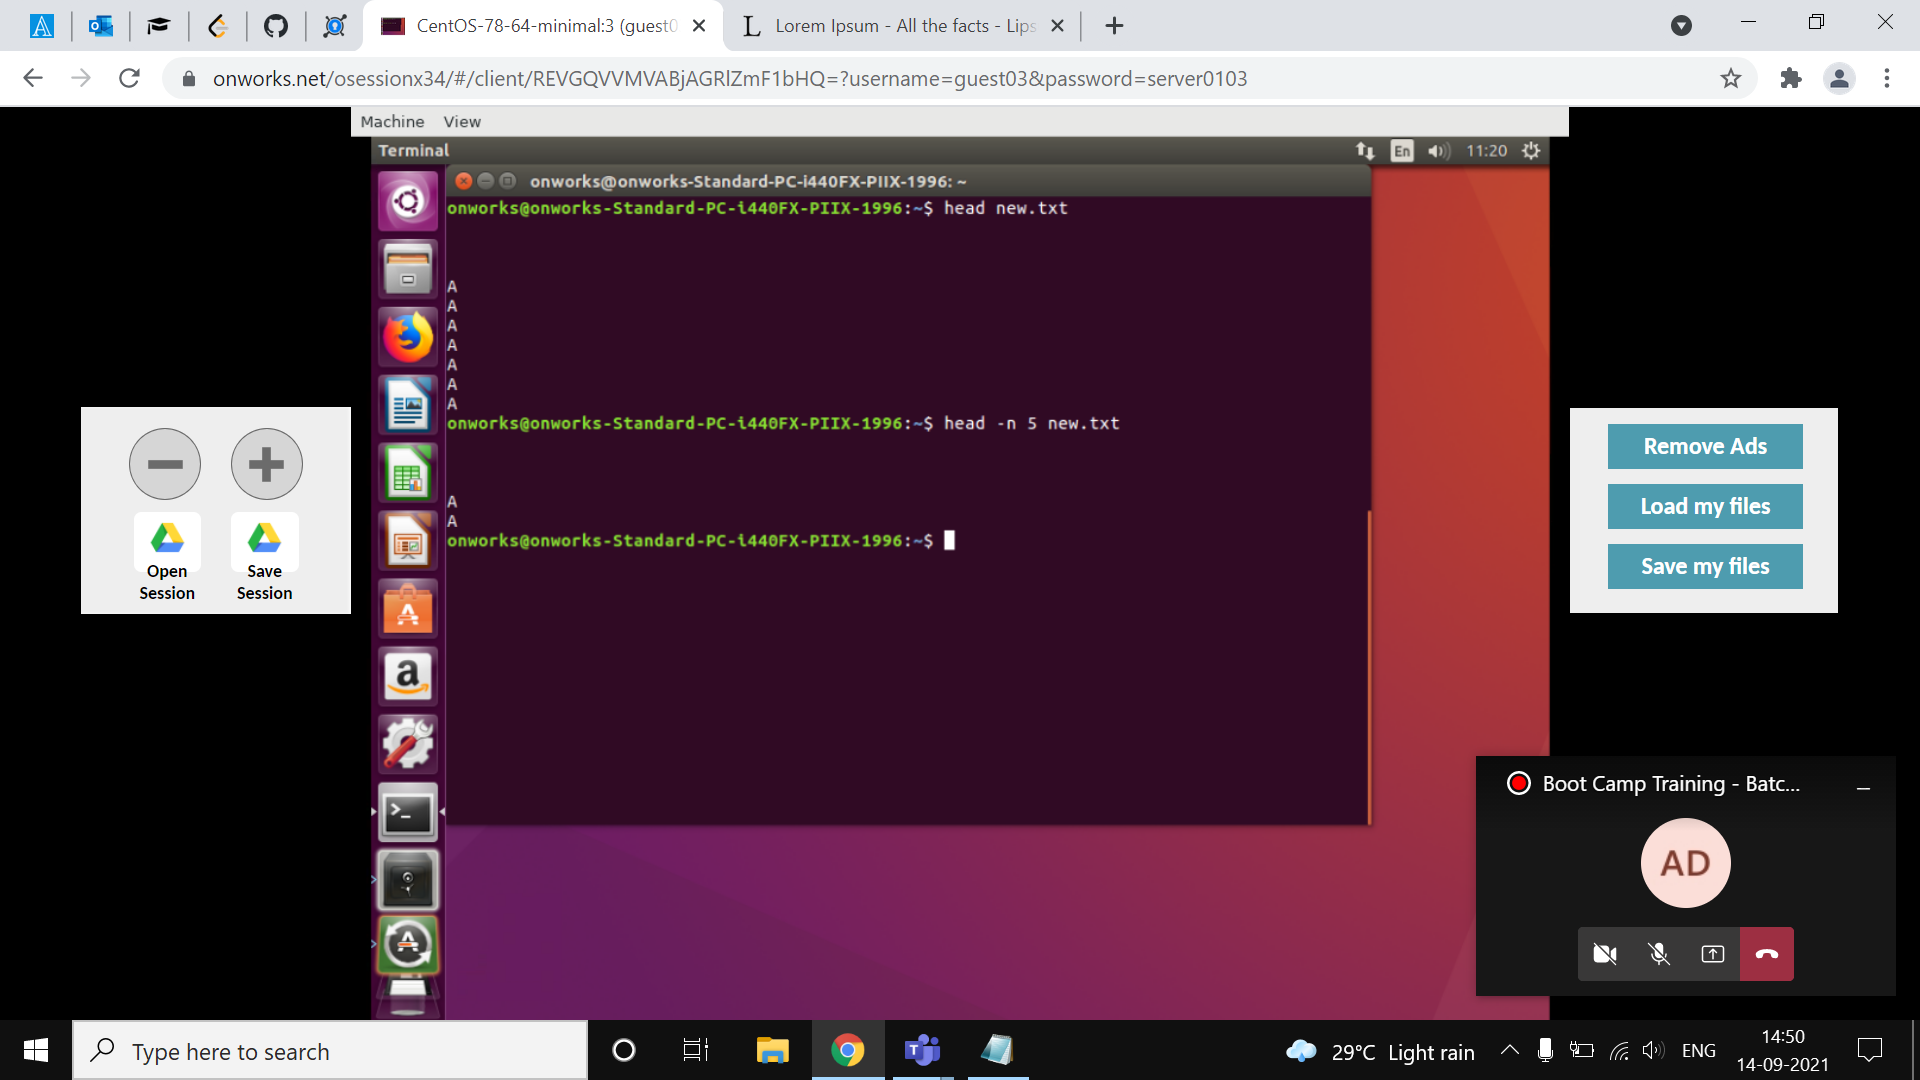 CentOS-78-64-minimal:3 (guest0
Lorem Ipsum - All the facts - Lips
onworks.net/osessionx34/#/client/REVGQVVMVABjAGRlZmF1bHQ=?username=guest03&password=server0103
Machine View
Terminal
En
11:20
onworks@onworks-Standard-PC-i440FX-PIIX-1996: ~
onworks@onworks-Standard-PC-i440FX-PIIX-1996:~$ head new.txt
A
A
A
A
A
A
A
onworks@onworks-Standard-PC-i440FX-PIIX-1996:~$ head -n 5 new.txt
A
A
onworks@onworks-Standard-PC-i440FX-PIIX-1996:~$
Open
Session
Save
Session
Remove Ads
Load my files
Save my files
Boot Camp Training - Batc...
AD
Type here to search
29°C Light rain
ENG
14:50
14-09-2021